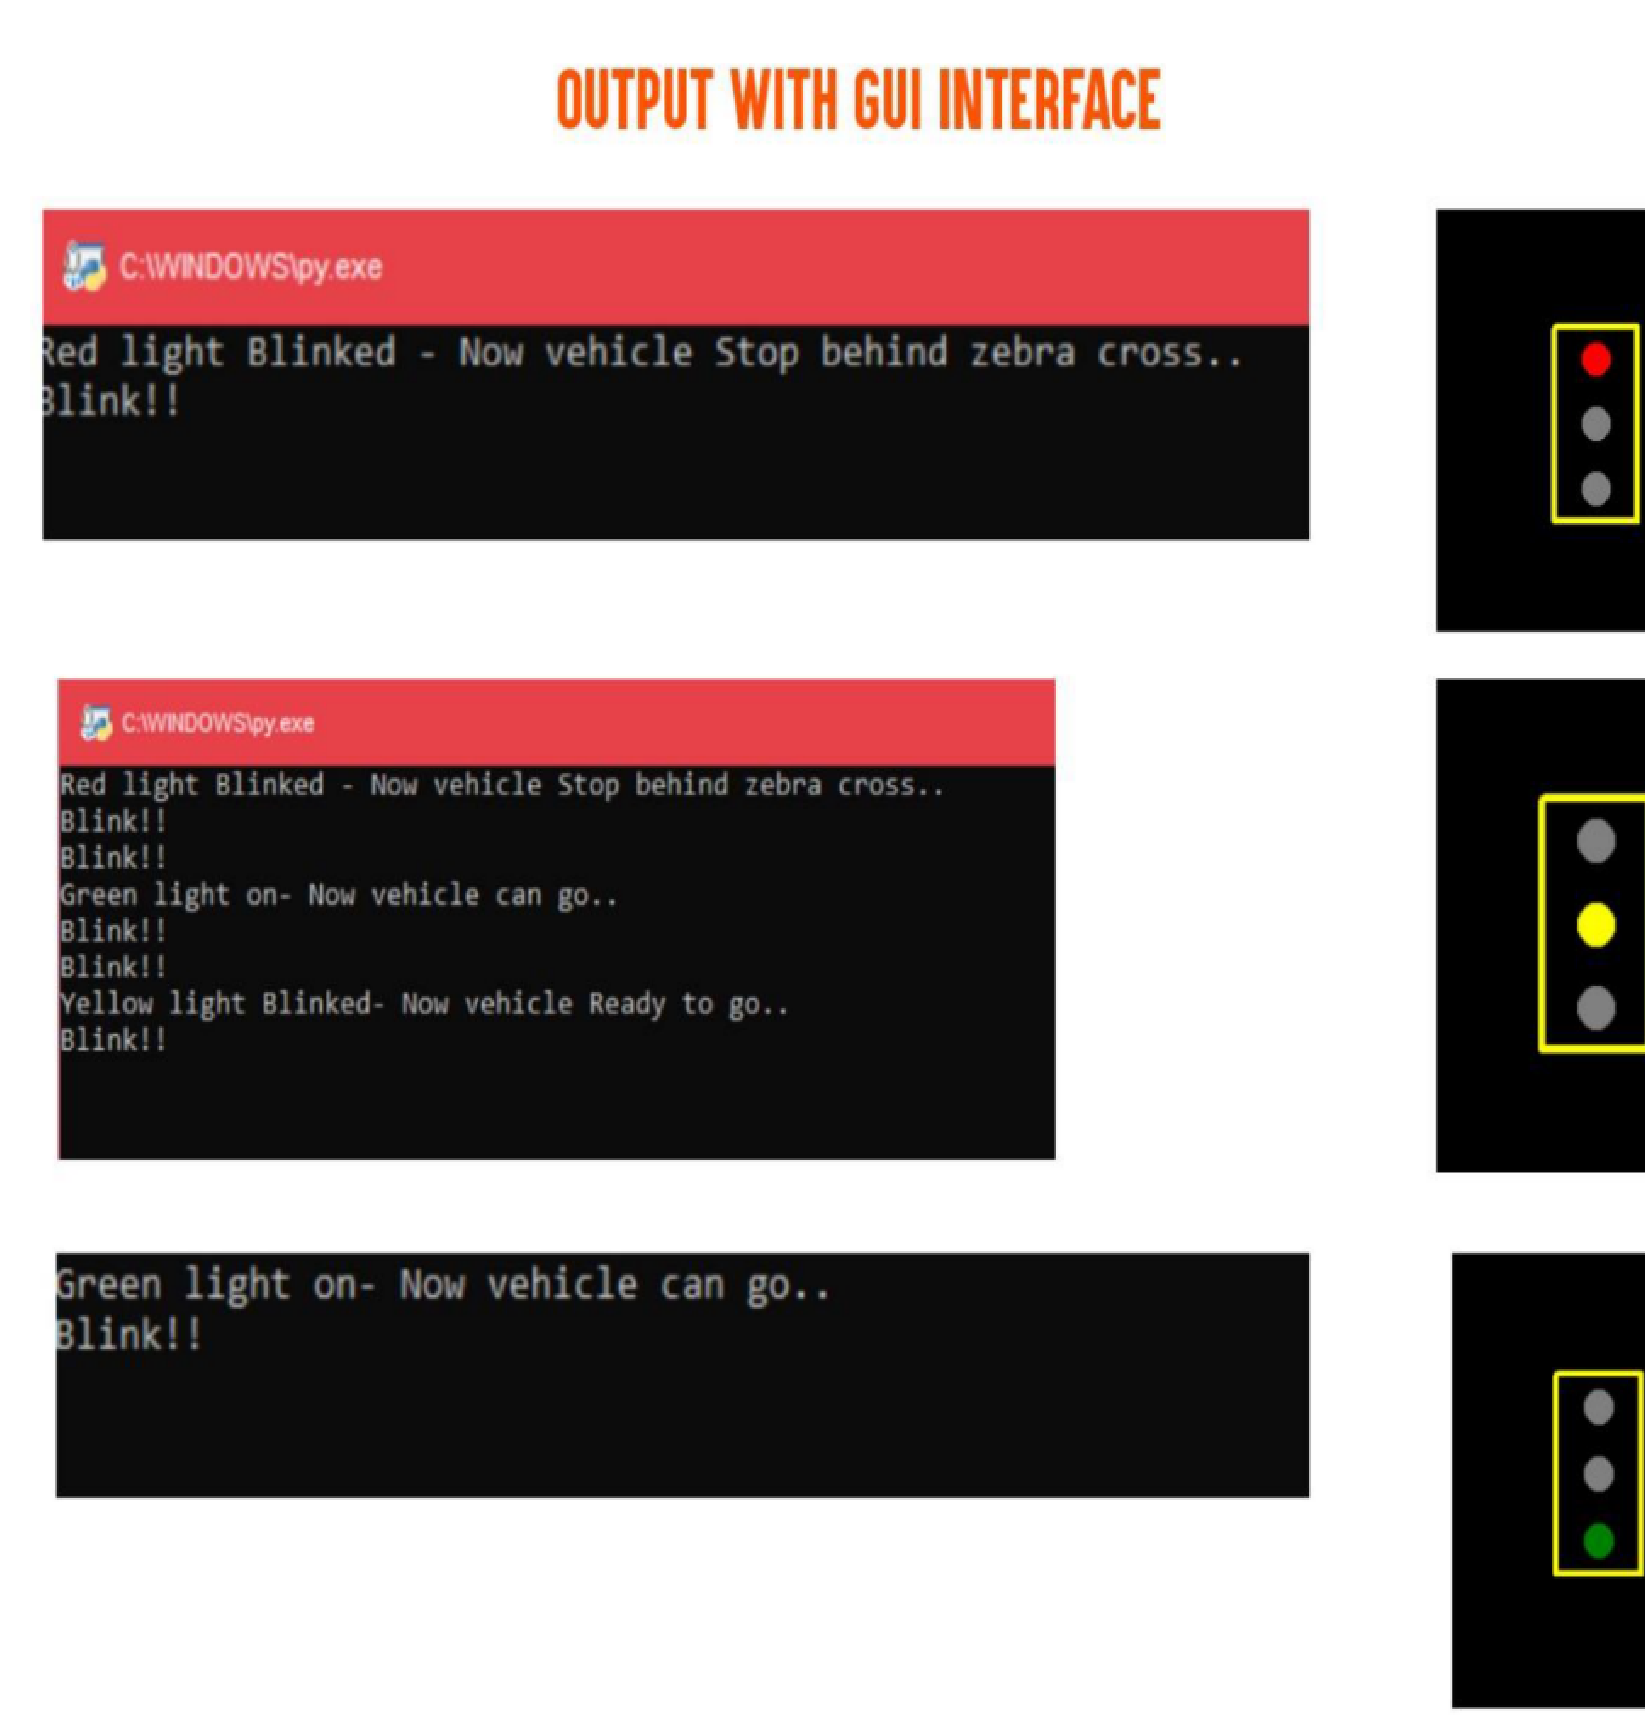 OUTPUT WITH GUI INTERFACE
C:\WINDOWS\py.exe
Red light Blinked - Now vehicle Stop behind zebra cross..
Blink!!
C:\WINDOWS\py.exe
Red light Blinked - Now vehicle Stop behind zebra cross..
Blink!!
Blink!!
Green light on- Now vehicle can go..
Blink!!
Blink!!
Yellow light Blinked- Now vehicle Ready to go..
Blink!!
Green light on- Now vehicle can go..
Blink!!